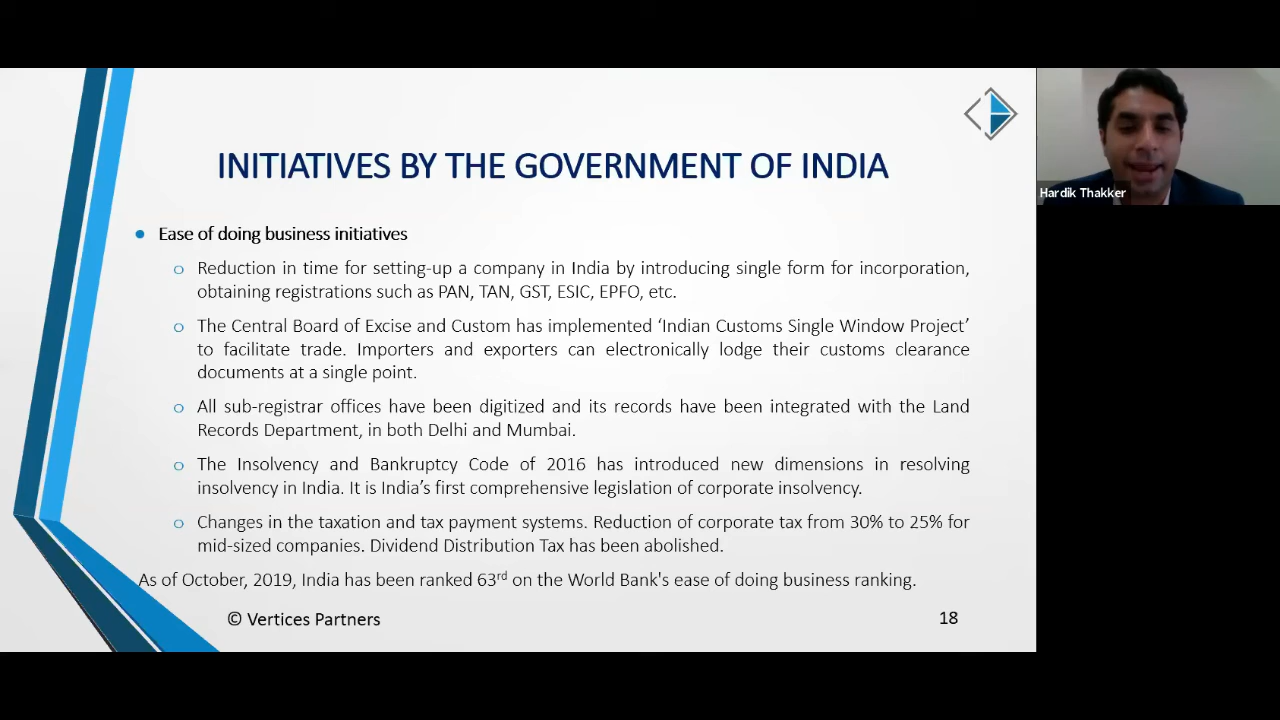 INITIATIVES BY THE GOVERNMENT OF INDIA
Hardik Thakker
● Ease of doing business initiatives
o Reduction in time for setting-up a company in India by introducing single form for incorporation,
obtaining registrations such as PAN, TAN, GST, ESIC, EPFO, etc.
o The Central Board of Excise and Custom has implemented ‘Indian Customs Single Window Project’
to facilitate trade. Importers and exporters can electronically lodge their customs clearance
documents at a single point.
o All sub-registrar offices have been digitized and its records have been integrated with the Land
Records Department, in both Delhi and Mumbai.
o The Insolvency and Bankruptcy Code of 2016 has introduced new dimensions in resolving
insolvency in India. It is India’s first comprehensive legislation of corporate insolvency.
o Changes in the taxation and tax payment systems. Reduction of corporate tax from 30% to 25% for
mid-sized companies. Dividend Distribution Tax has been abolished.
As of October, 2019, India has been ranked 63rd on the World Bank's ease of doing business ranking.
© Vertices Partners
18